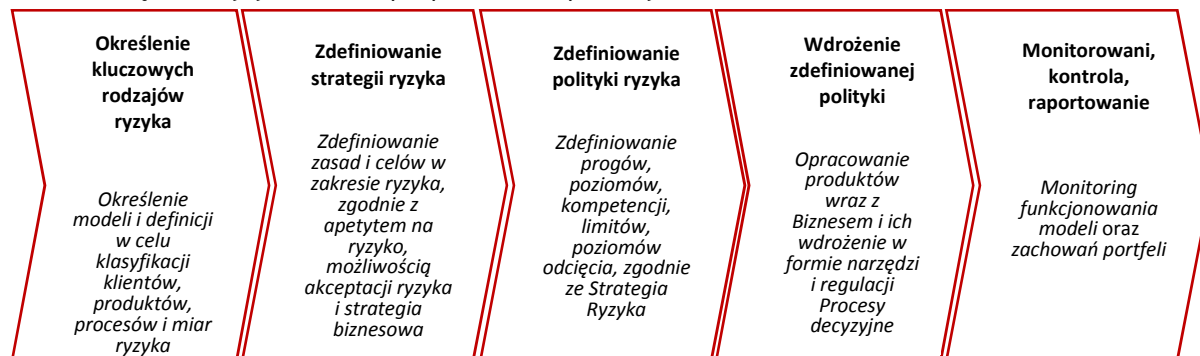 Określenie
kluczowych
rodzajów
ryzyka
Określenie
modeli i definicji
w celu
klasyfikacji
klientów,
produktów,
procesów i miar
ryzyka
Zdefiniowanie
strategii ryzyka
Zdefiniowanie
zasad i celów w
zakresie ryzyka,
zgodnie z
apetytem na
ryzyko,
możliwością
akceptacji ryzyka
i strategia
biznesowa
Zdefiniowanie
polityki ryzyka
Zdefiniowanie
progów,
poziomów,
kompetencji,
limitów,
poziomów
odcięcia, zgodnie
ze Strategia
Ryzyka
Wdrożenie
zdefiniowanej
polityki
Opracowanie
produktów
wraz z
Biznesem i ich
wdrożenie w
formie narzędzi
i regulacji
Procesy
decyzyjne
Monitorowani,
kontrola,
raportowanie
Monitoring
funkcjonowania
modeli oraz
zachowań portfeli